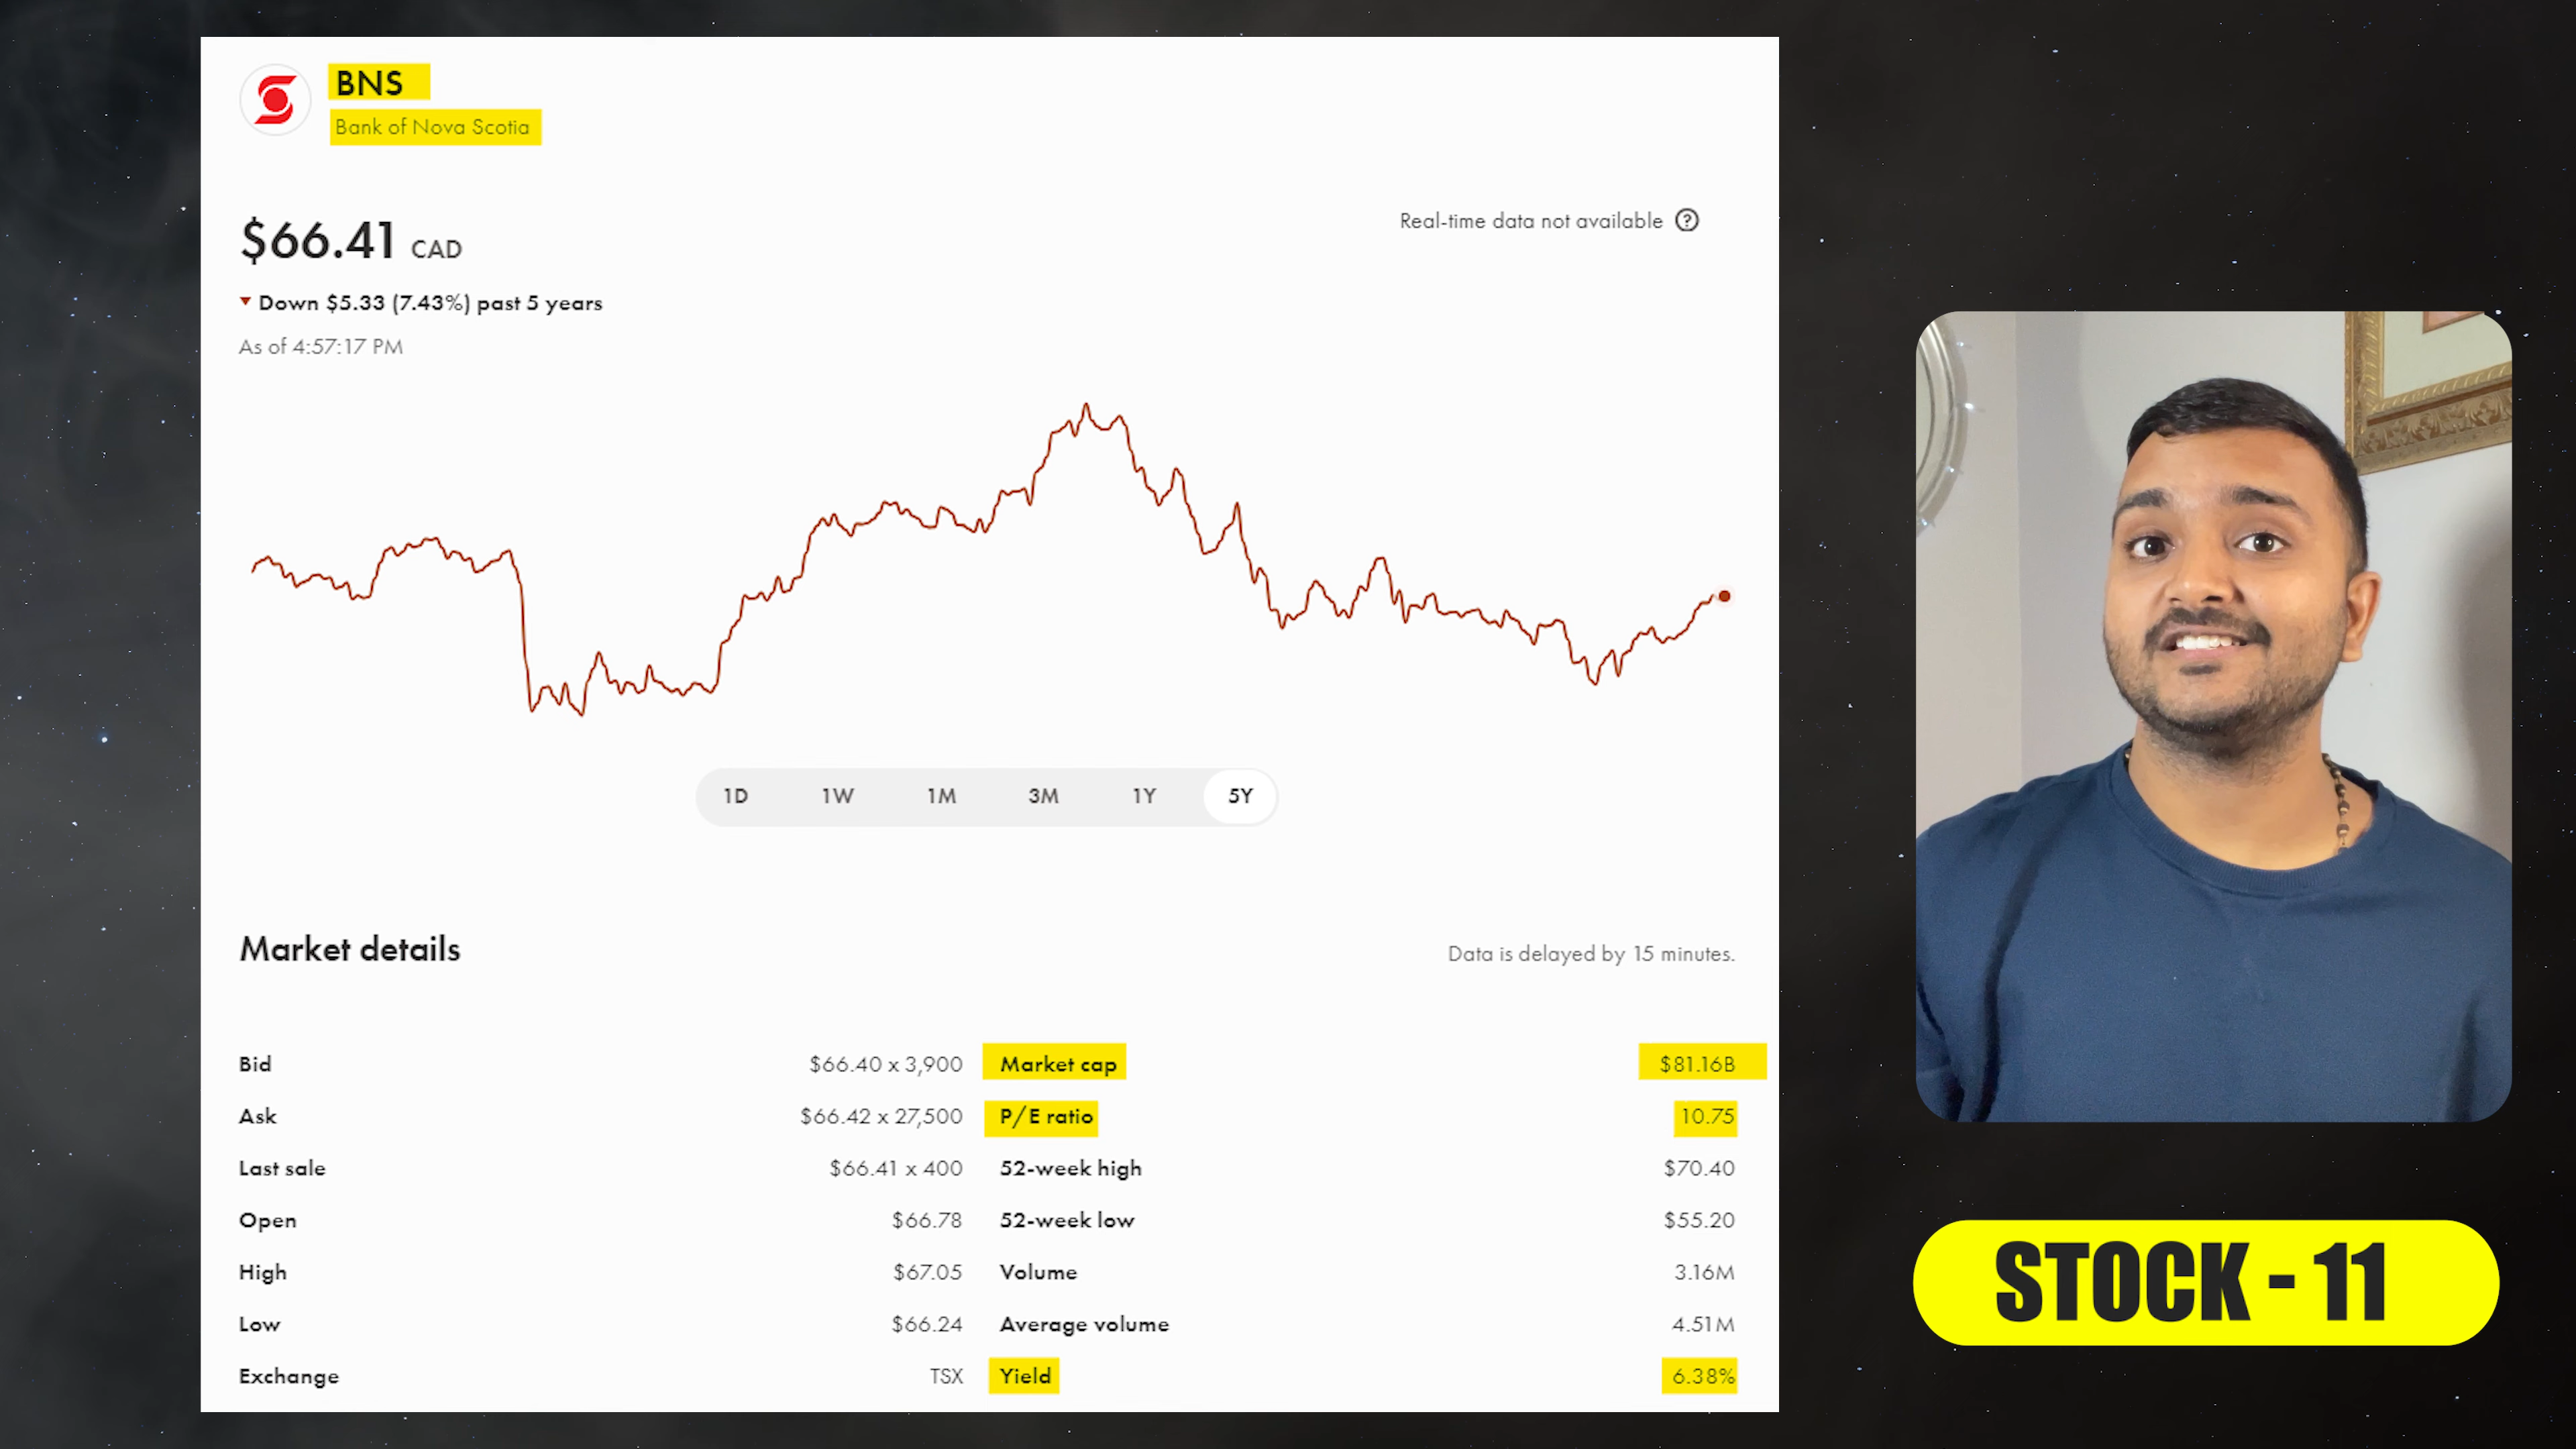 BNS
Bank of Nova Scotia
$66.41 CAD
Real-time data not available
Down $5.33 (7.43%) past 5 years
As of 4:57:17 PM
1D 1W 1M 3M 1Y 5Y
Market details
Data is delayed by 15 minutes.
Bid $66.40 x 3,900 Market cap $81.16B
Ask $66.42 x 27,500 P/E ratio 10.75
Last sale $66.41 x 400 52-week high $70.40
Open $66.78 52-week low $55.20
High $67.05 Volume 3.16M
Low $66.24 Average volume 4.51M
Exchange TSX Yield 6.38%
STOCK - 11